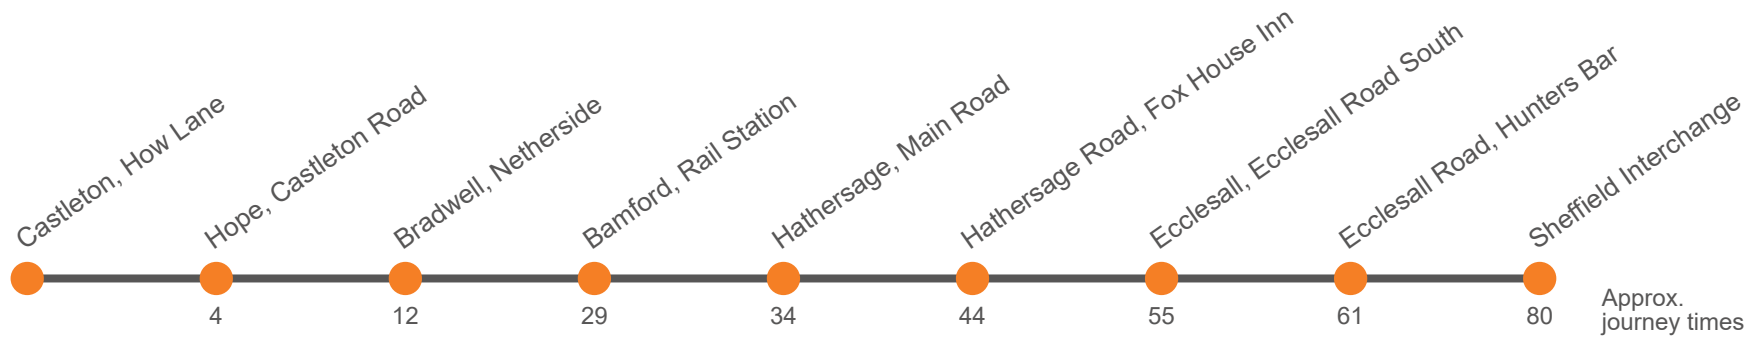 Castleton, How Lane
Hope, Castleton Road
Bradwell, Netherside
Bamford, Rail Station
Hathersage, Main Road
Hathersage Road, Fox House Inn
Ecclesall, Ecclesall Road South
Ecclesall Road, Hunters Bar
Sheffield Interchange
4 12 29 34 44 55 61 80
Approx.
journey times